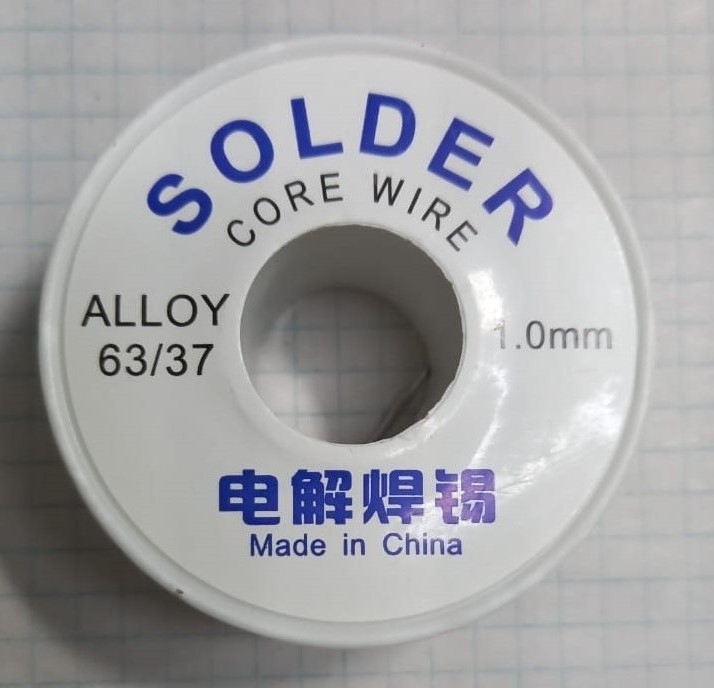 SOLDER
CORE WIRE
ALLOY
63/37
1.0mm
电解焊锡
Made in China